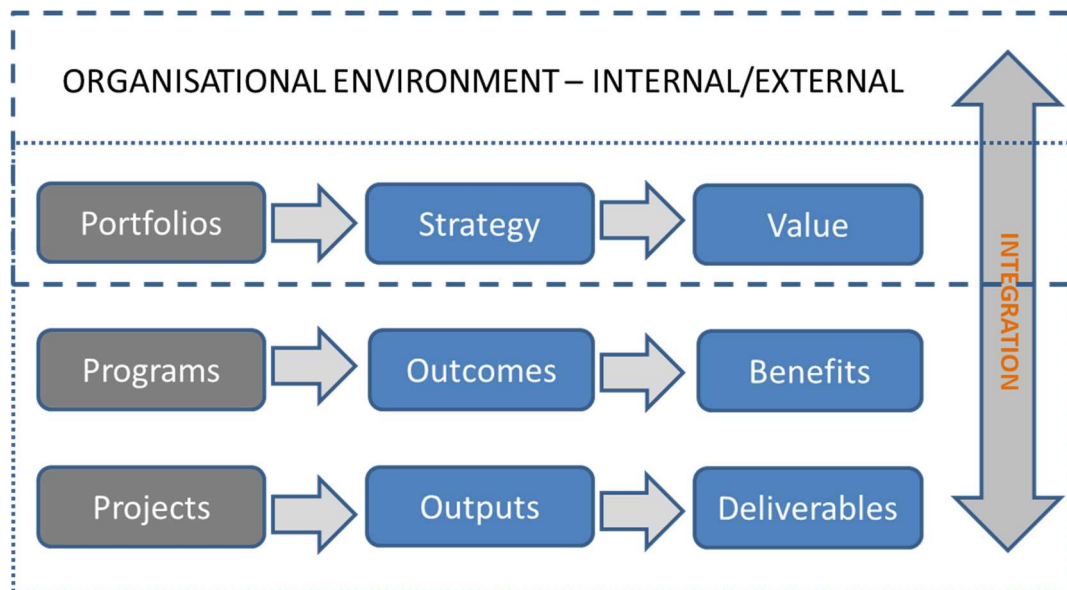 ORGANISATIONAL ENVIRONMENT – INTERNAL/EXTERNAL
Portfolios
Strategy
Value
Programs
Outcomes
Benefits
Projects
Outputs
Deliverables
INTEGRATION